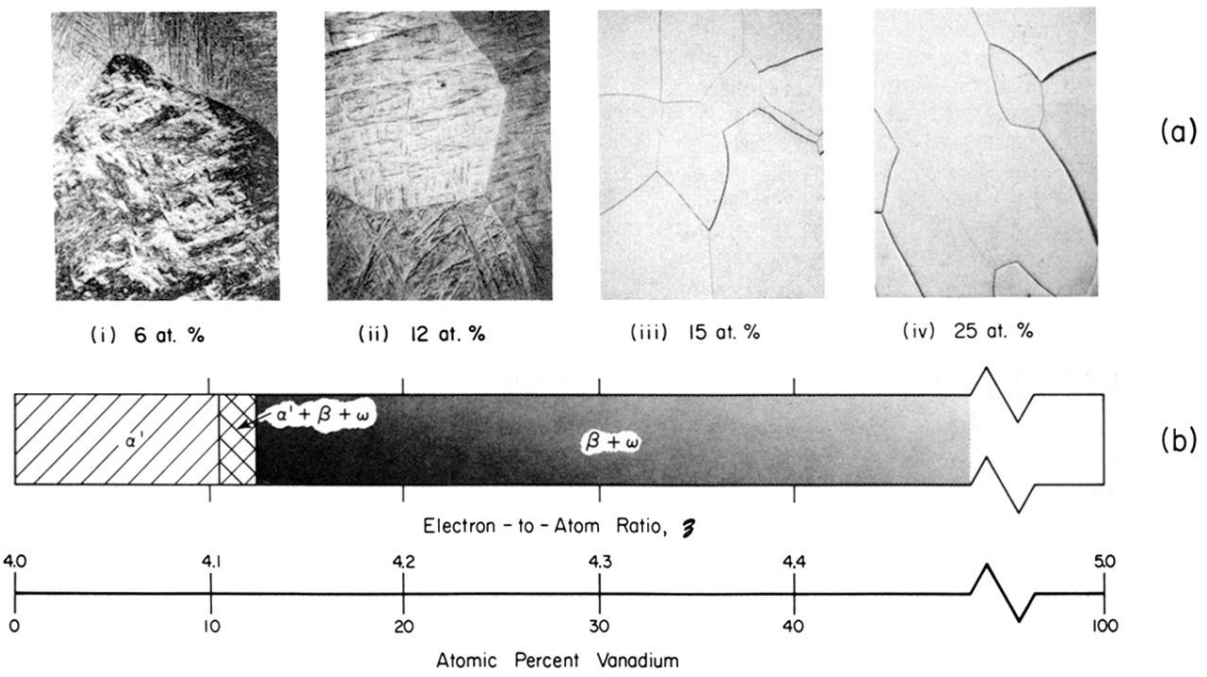 (a)
(i) 6 at. % (ii) 12 at. % (iii) 15 at. % (iv) 25 at. %
α' α' + β + ω β + ω (b)
Electron - to - Atom Ratio, 𝟹
4.0 4.1 4.2 4.3 4.4 5.0
0 10 20 30 40 100
Atomic Percent Vanadium